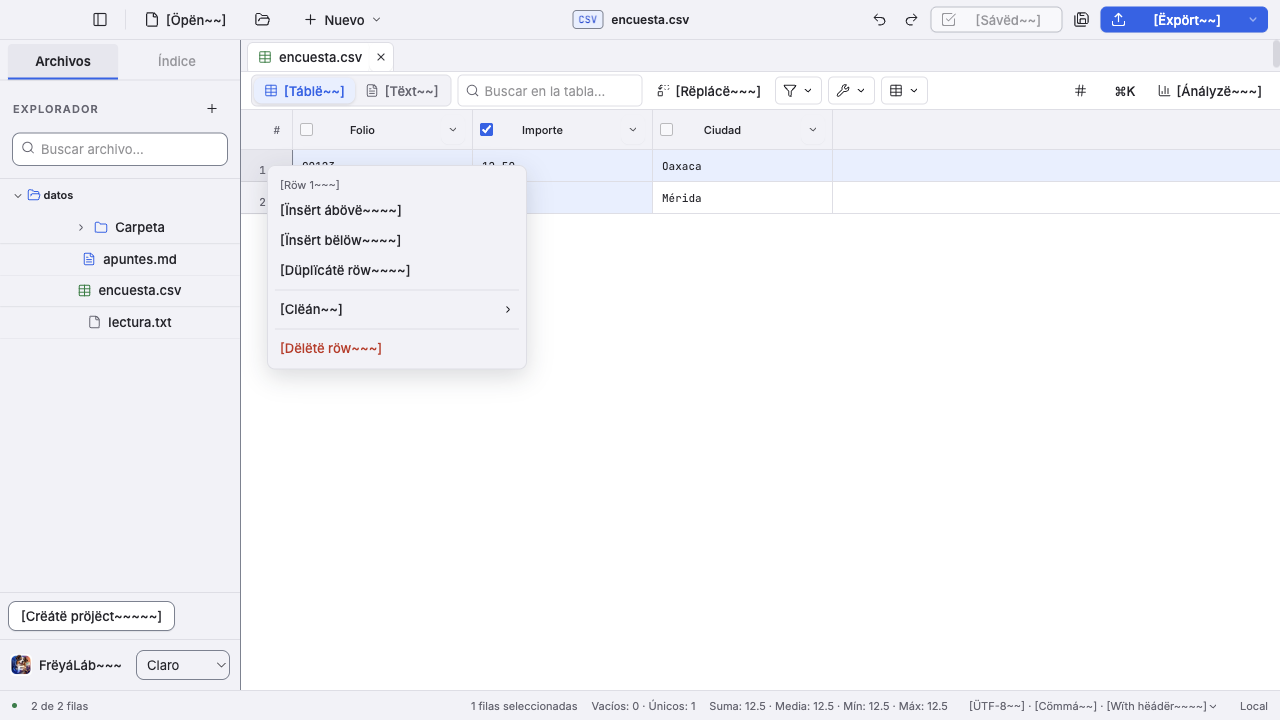 [Öpën~~]
Nuevo
CSV encuesta.csv
[Sávëd~~]
[Ëxpört~~]
Archivos
Índice
encuesta.csv
EXPLORADOR
[Táblë~~]
[Tëxt~~]
Buscar en la tabla...
[Rëplácë~~~]
#
⌘K
[Ánályzë~~~]
Buscar archivo...
# Folio Importe Ciudad
1 Oaxaca
2 Mérida
datos
Carpeta
apuntes.md
encuesta.csv
lectura.txt
[Röw 1~~~]
[Ïnsërt ábövë~~~~]
[Ïnsërt bëlöw~~~~]
[Düplïcátë röw~~~~]
[Clëán~~]
[Dëlëtë röw~~~]
[Crëátë pröjëct~~~~~]
FrëyáLáb~~~
Claro
2 de 2 filas
1 filas seleccionadas
Vacíos: 0 · Únicos: 1
Suma: 12.5 · Media: 12.5 · Mín: 12.5 · Máx: 12.5
[ÜTF-8~~] · [Cömmá~~] · [Wïth hëádër~~~~]
Local